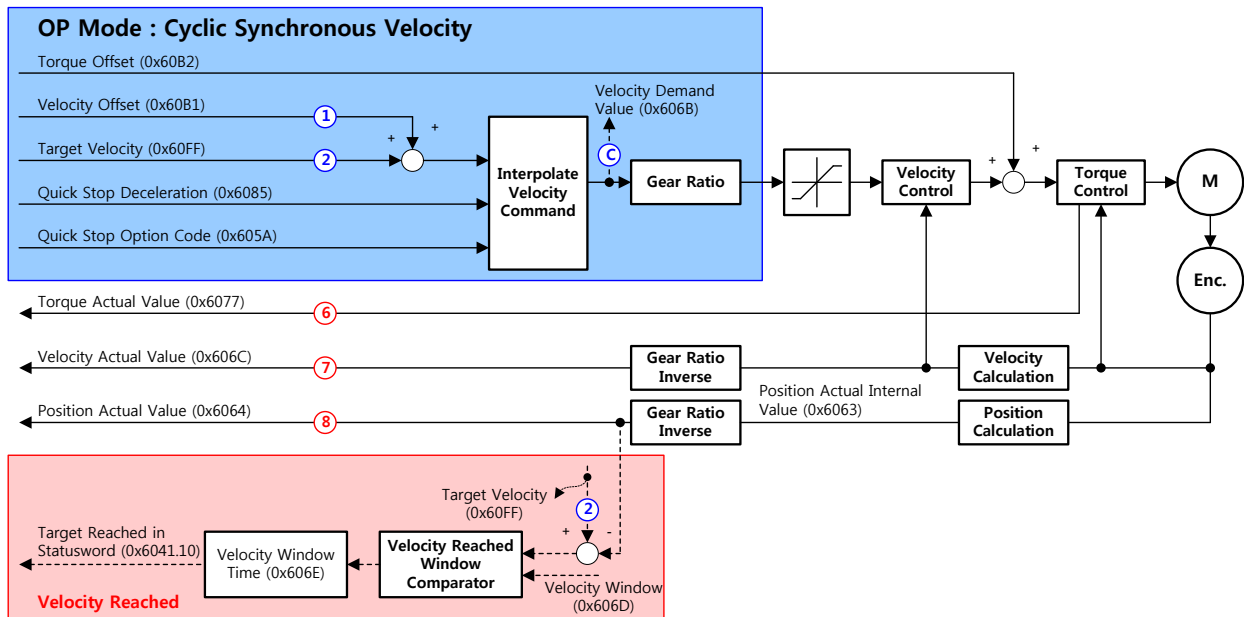 OP Mode : Cyclic Synchronous Velocity
Torque Offset (0x60B2)
Velocity Offset (0x60B1)
1
+
Target Velocity (0x60FF)
2
+
Quick Stop Deceleration (0x6085)
Quick Stop Option Code (0x605A)
Interpolate
Velocity
Command
Velocity Demand
Value (0x606B)
C
Gear Ratio
Velocity
Control
+
+
Torque
Control
M
Enc.
Torque Actual Value (0x6077)
6
Velocity Actual Value (0x606C)
7
Gear Ratio
Inverse
Velocity
Calculation
Position Actual Value (0x6064)
8
Gear Ratio
Inverse
Position Actual Internal
Value (0x6063)
Position
Calculation
Target Velocity
(0x60FF)
2
+
-
Target Reached in
Statusword (0x6041.10)
Velocity Window
Time (0x606E)
Velocity Reached
Window
Comparator
Velocity Window
(0x606D)
Velocity Reached